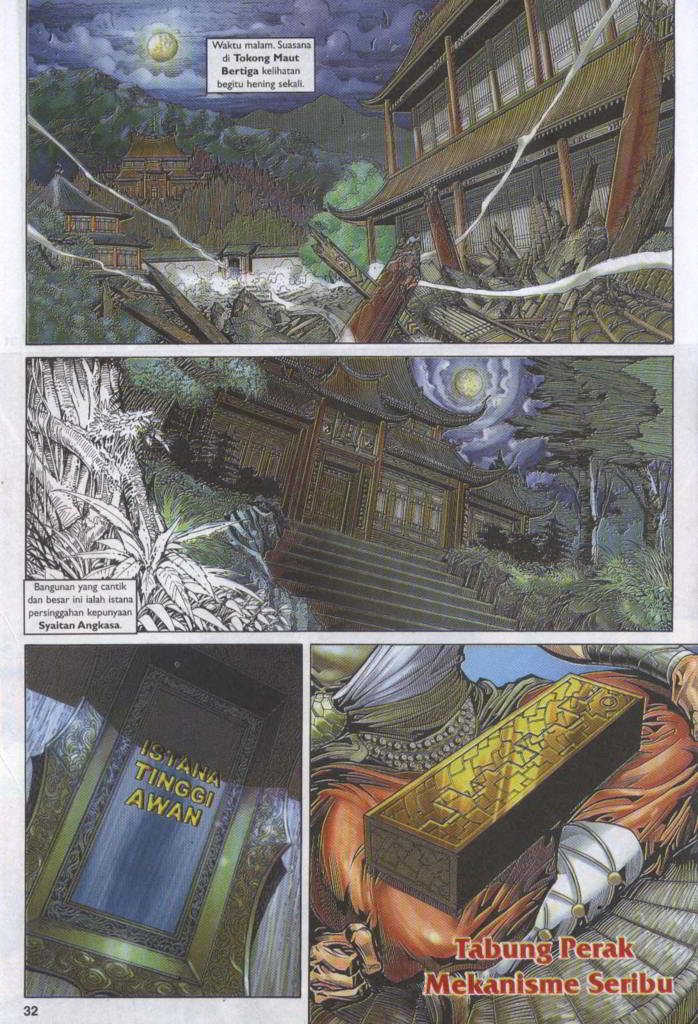 Waktu malam. Suasana
di Tokong Maut
Bertiga kelihatan
begitu hening sekali.
Bangunan yang cantik
dan besar ini ialah istana
persinggahan kepunyaan
Syaitan Angkasa.
ISTANA
TINGGI
AWAN
Tabung Perak
Mekanisme Seribu
32